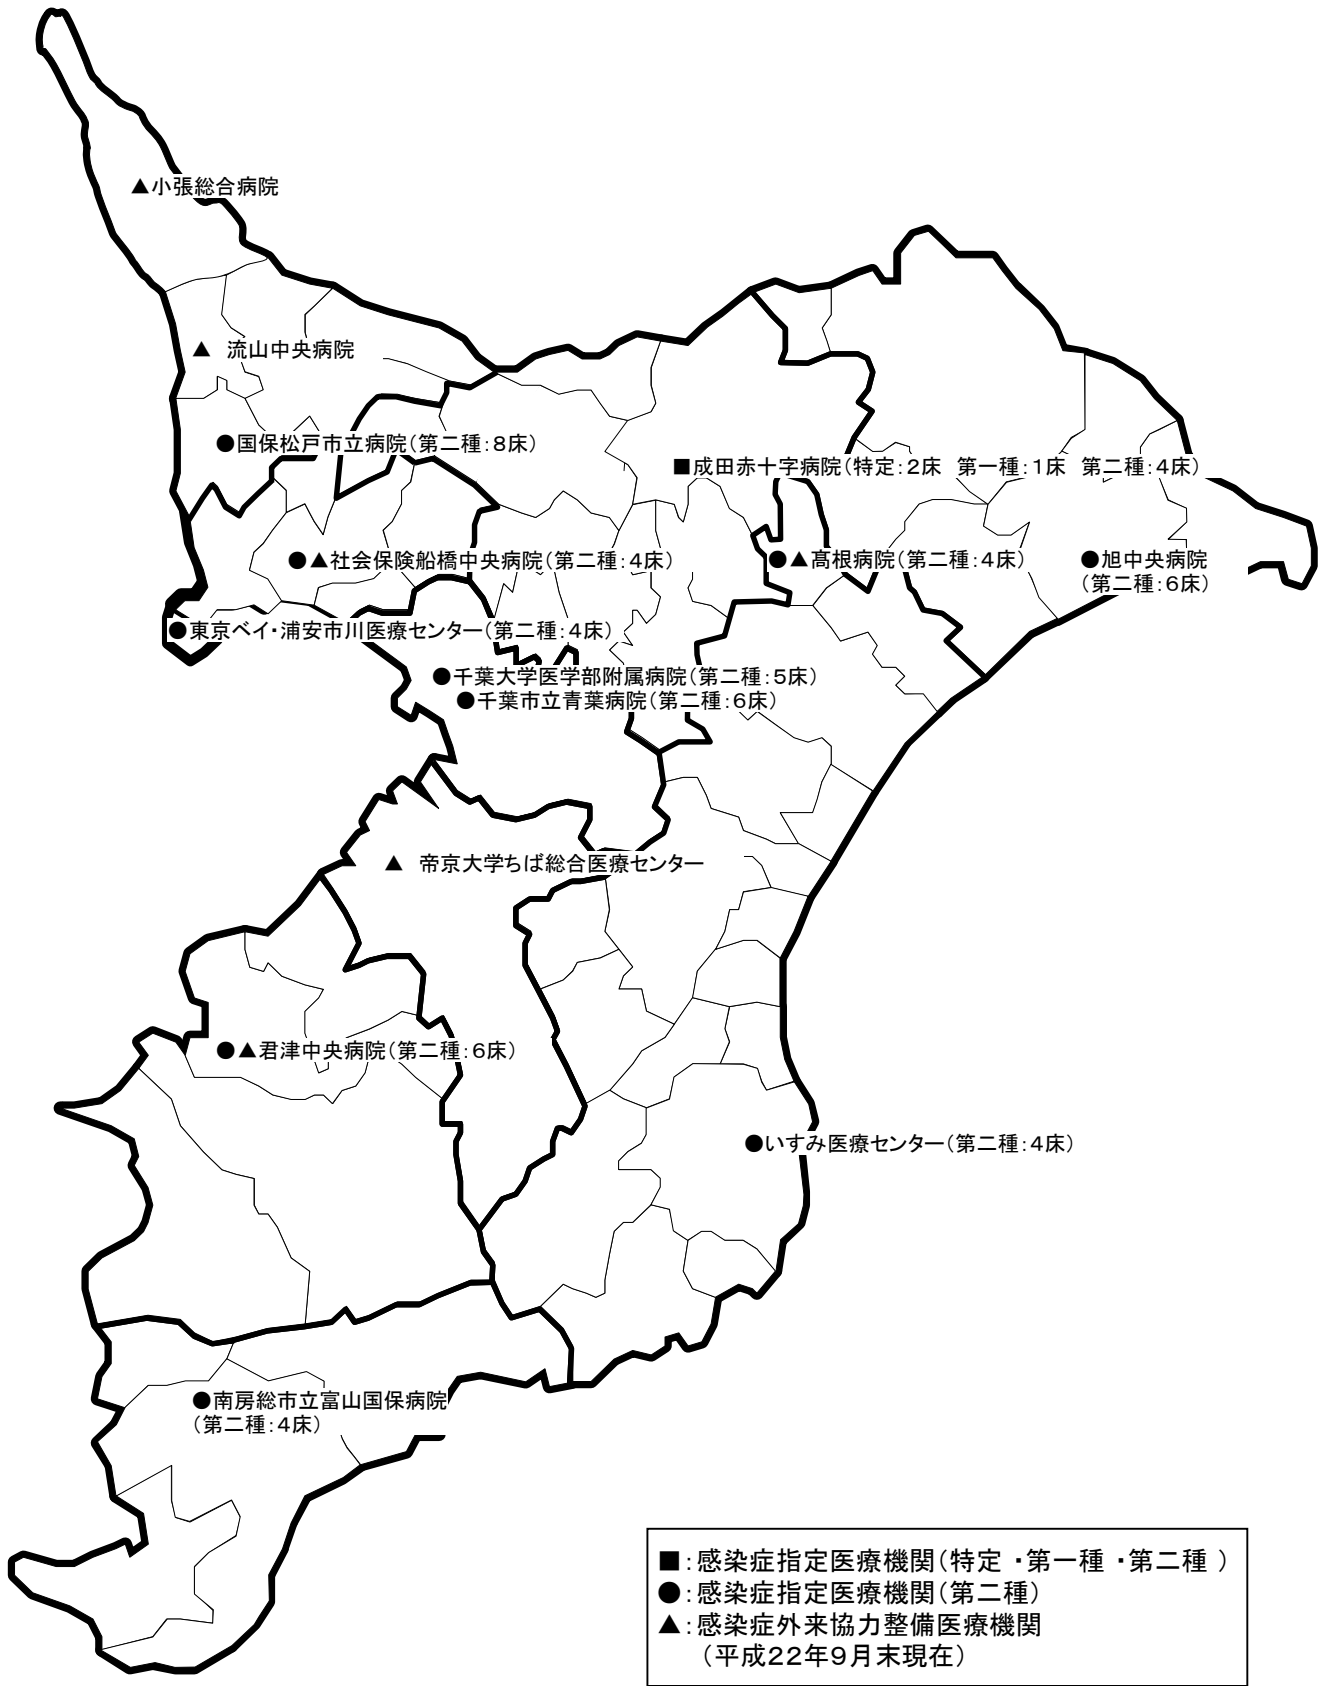 ▲小張総合病院
▲ 流山中央病院
●国保松戸市立病院(第二種:8床)
■成田赤十字病院(特定:2床 第一種:1床 第二種:4床)
●▲社会保険船橋中央病院(第二種:4床)
●▲髙根病院(第二種:4床)
●旭中央病院
(第二種:6床)
●東京ベイ・浦安市川医療センター(第二種:4床)
●千葉大学医学部附属病院(第二種:5床)
●千葉市立青葉病院(第二種:6床)
▲ 帝京大学ちば総合医療センター
●▲君津中央病院(第二種:6床)
●いすみ医療センター(第二種:4床)
●南房総市立富山国保病院
(第二種:4床)
■:感染症指定医療機関(特定 ・第一種 ・第二種 )
●:感染症指定医療機関(第二種)
▲:感染症外来協力整備医療機関
(平成22年9月末現在)